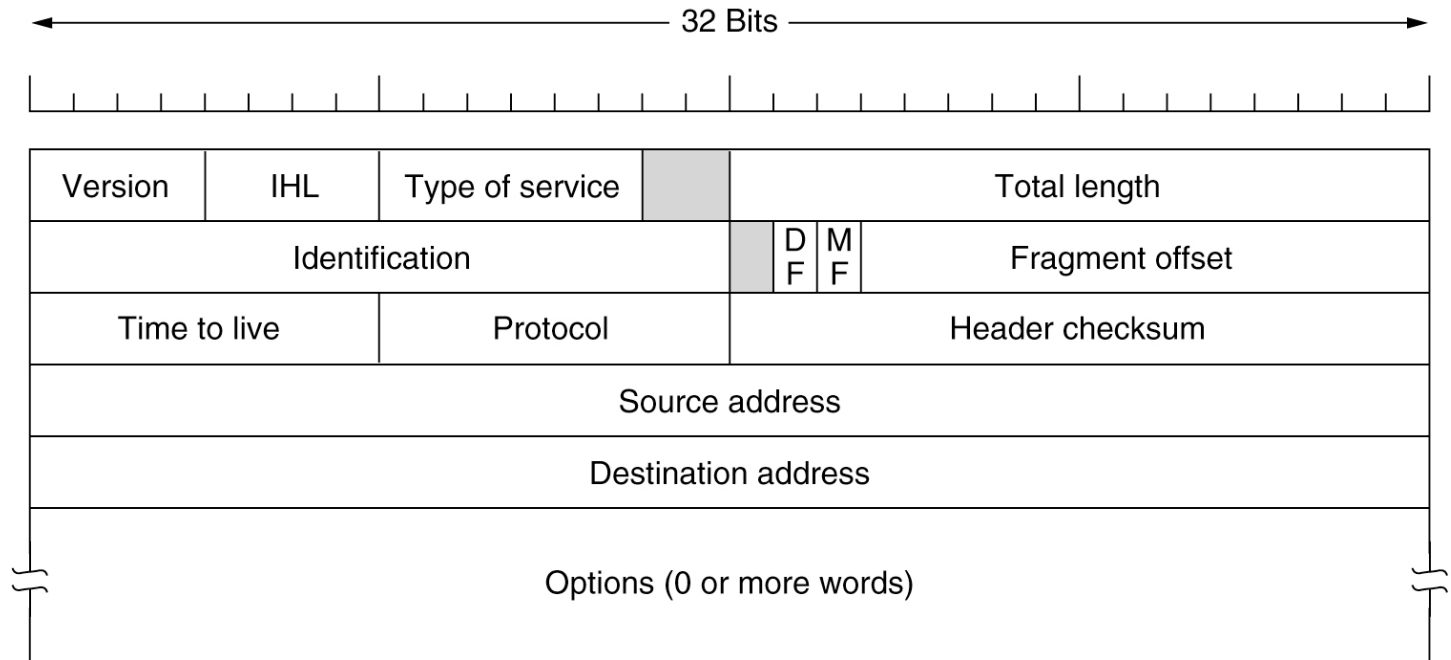 32 Bits
Version IHL Type of service Total length
Identification D F M F Fragment offset
Time to live Protocol Header checksum
Source address
Destination address
Options (0 or more words)